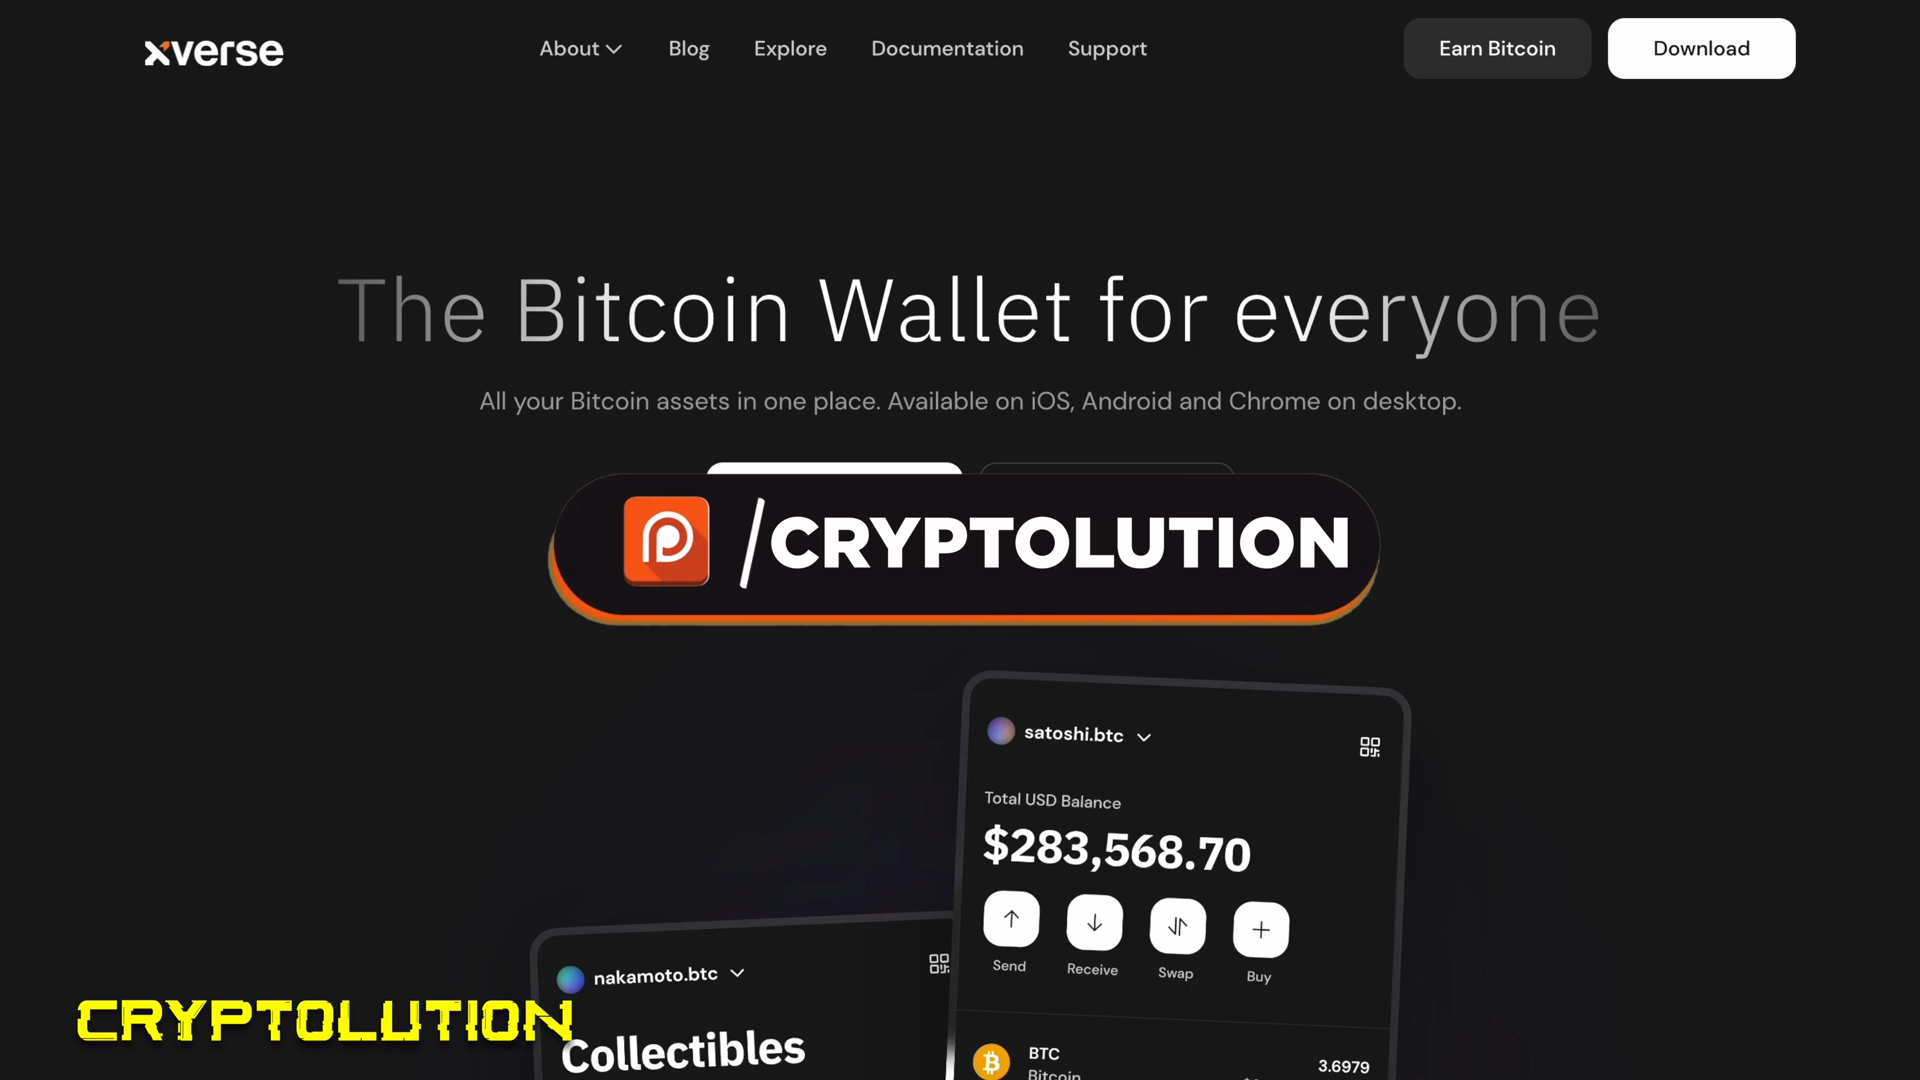 xverse
About
Blog
Explore
Documentation
Support
Earn Bitcoin
Download
The Bitcoin Wallet for everyone
All your Bitcoin assets in one place. Available on iOS, Android and Chrome on desktop.
/CRYPTOLUTION
satoshi.btc
Total USD Balance
$283,568.70
Send
Receive
Swap
Buy
BTC
Bitcoin
3.6979
nakamoto.btc
Collectibles
CRYPTOLUTION